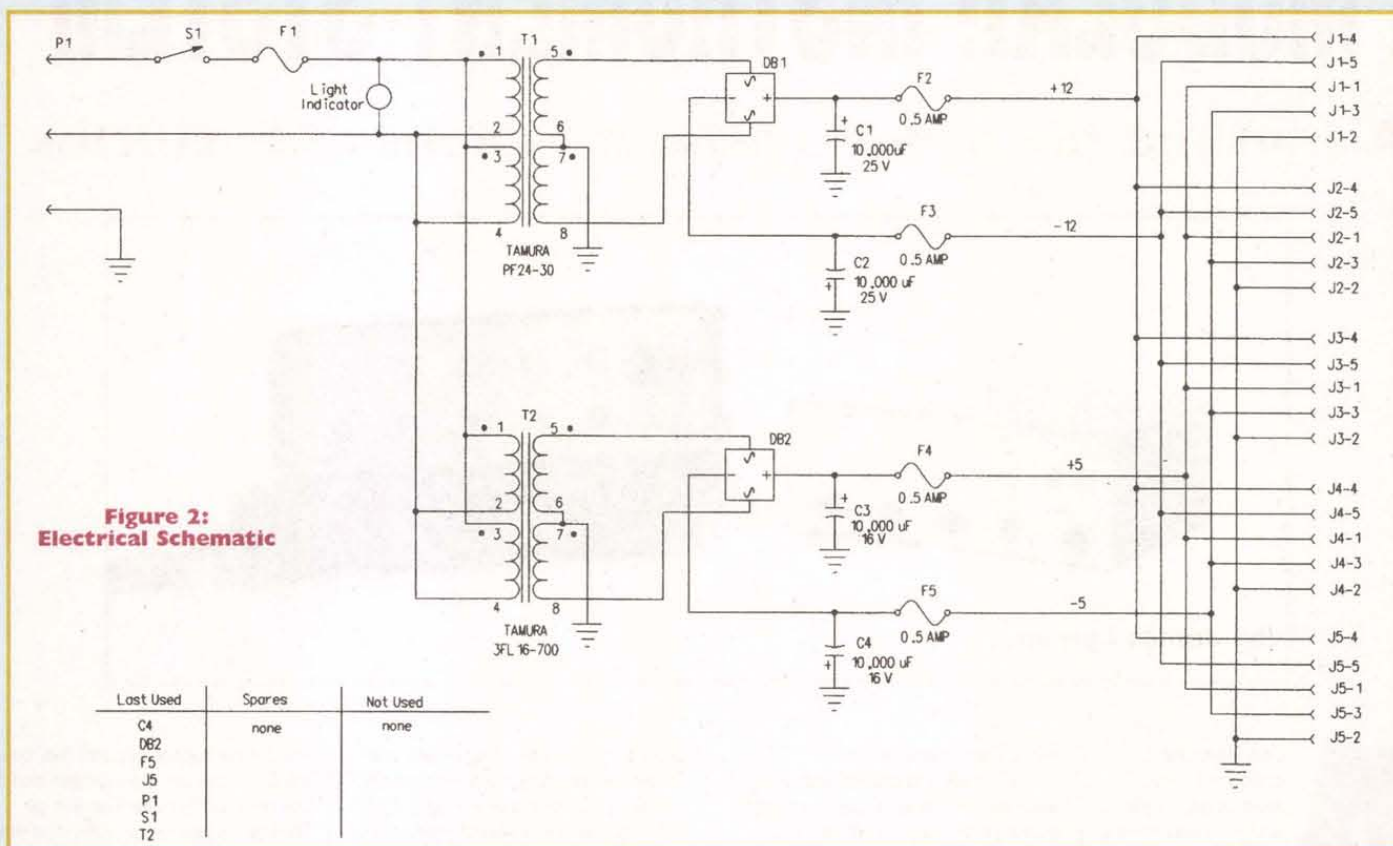 P1
S1
F1
Light
Indicator
T1
1
2
3
4
5
6
7
8
TAMURA
PF24-30
DB1
-
+
+
C1
10,000uF
25 V
F2
0.5 AMP
+12
C2
+
10,000 uF
25 V
F3
0.5 AMP
-12
T2
1
2
3
4
5
6
7
8
TAMURA
3FL16-700
DB2
-
+
+
C3
10,000 uF
16 V
F4
0.5 AMP
+5
C4
+
10,000 uF
16 V
F5
0.5 AMP
-5
J1-4
J1-5
J1-1
J1-3
J1-2
J2-4
J2-5
J2-1
J2-3
J2-2
J3-4
J3-5
J3-1
J3-3
J3-2
J4-4
J4-5
J4-1
J4-3
J4-2
J5-4
J5-5
J5-1
J5-3
J5-2
Figure 2:
Electrical Schematic
Last Used Spares Not Used
C4 none none
DB2
F5
J5
P1
S1
T2